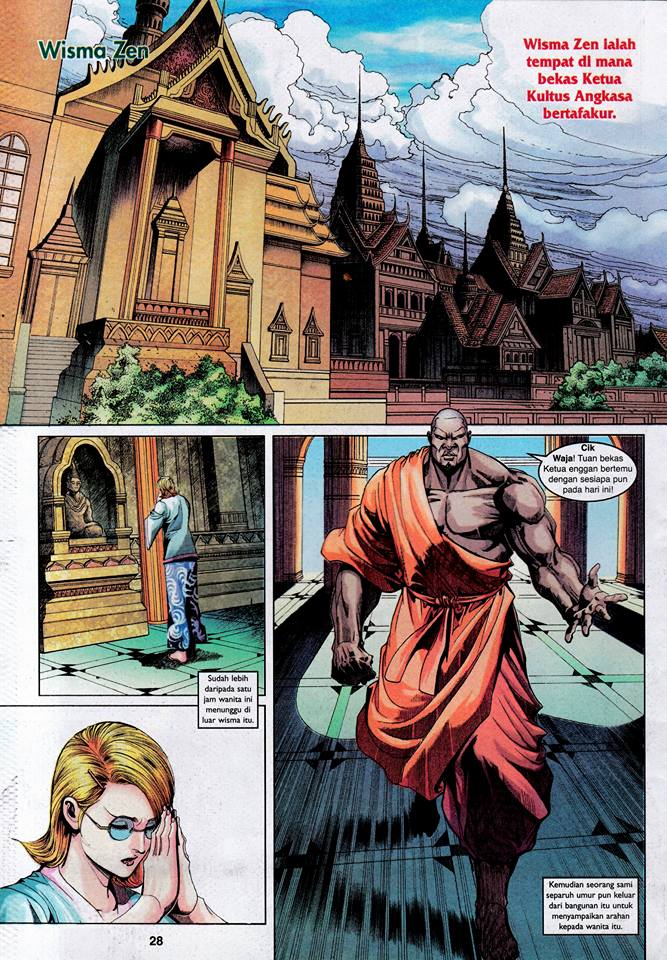 Wisma Zen
Wisma Zen ialah
tempat di mana
bekas Ketua
Kultus Angkasa
bertafakur.
Sudah lebih
daripada satu
jam wanita ini
menunggu di
luar wisma itu.
Cik
Waja! Tuan bekas
Ketua enggan bertemu
dengan sesiapa pun
pada hari ini!
Kemudian seorang sami
separuh umur pun keluar
dari bangunan itu untuk
menyampaikan arahan
kepada wanita itu.
28